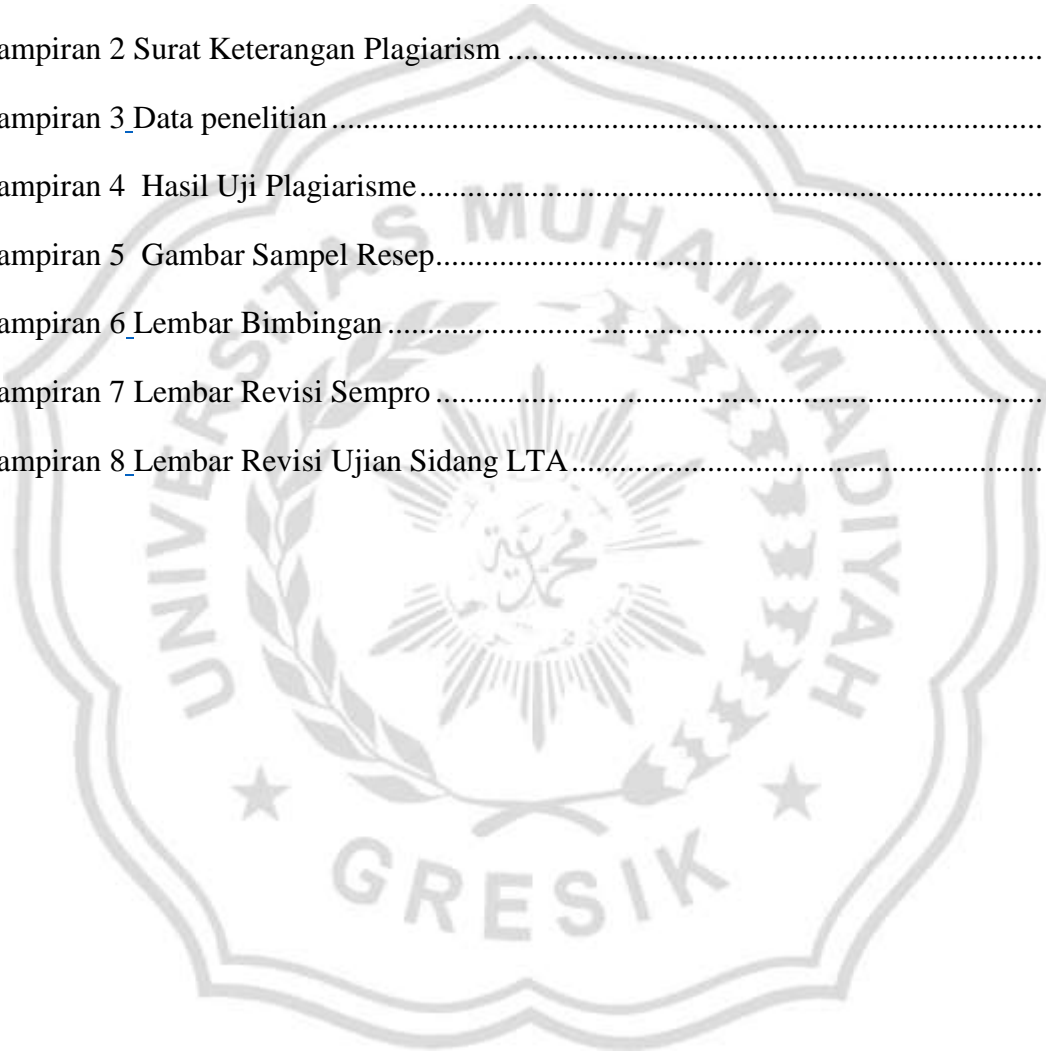 ampiran 2 Surat Keterangan Plagiarism ....................................................................
ampiran 3 Data penelitian ..........................................................................................
ampiran 4  Hasil Uji Plagiarisme ...............................................................................
ampiran 5  Gambar Sampel Resep.............................................................................
ampiran 6 Lembar Bimbingan ...................................................................................
ampiran 7 Lembar Revisi Sempro .............................................................................
ampiran 8 Lembar Revisi Ujian Sidang LTA............................................................
UNIVERSITAS MUHAMMADIYAH
GRESIK